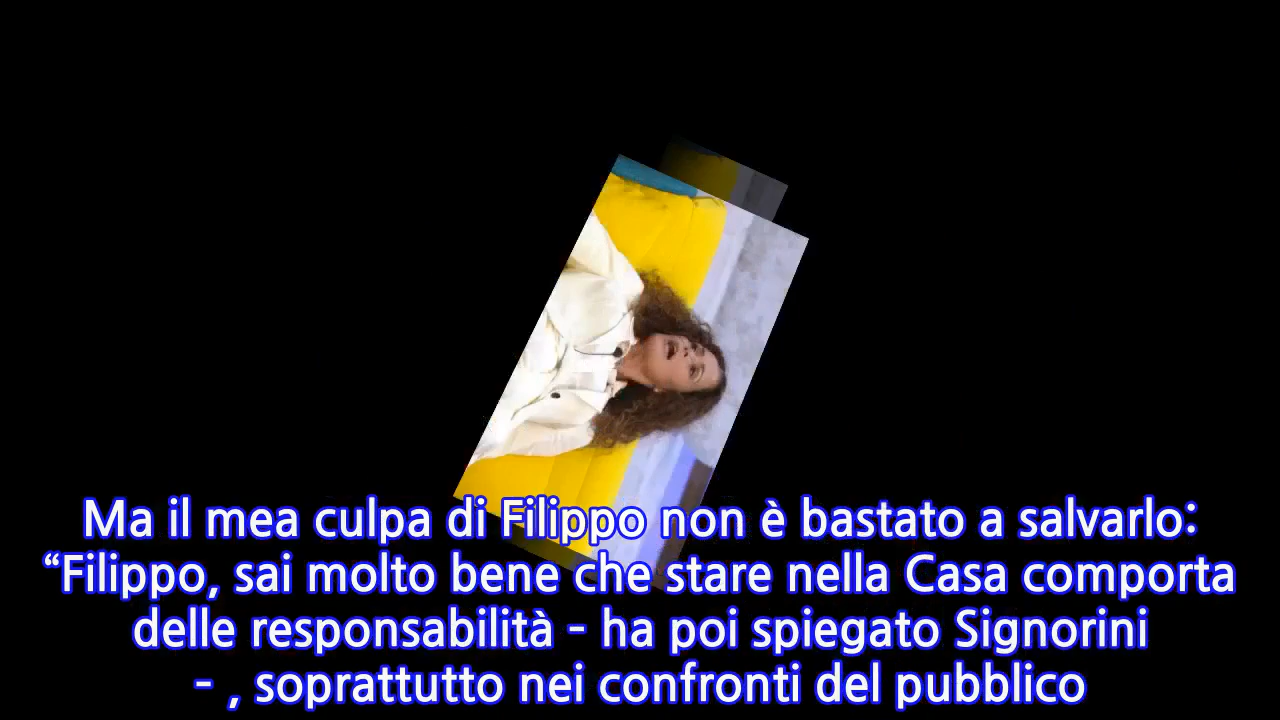 Ma il mea culpa di Filippo non è bastato a salvarlo:
“Filippo, sai molto bene che stare nella Casa comporta
delle responsabilità - ha poi spiegato Signorini
- , soprattutto nei confronti del pubblico